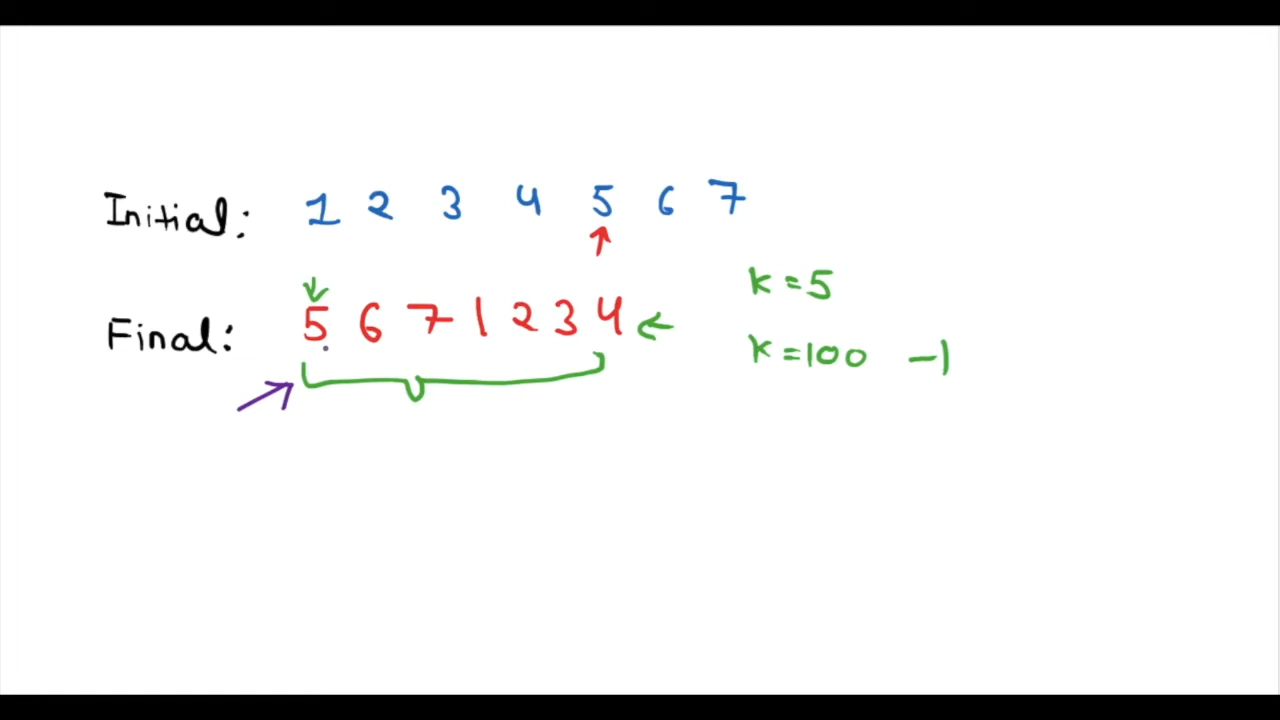 Initial: 1 2 3 4 5 6 7
Final: 5 6 7 1 2 3 4
k = 5
k = 100 -1